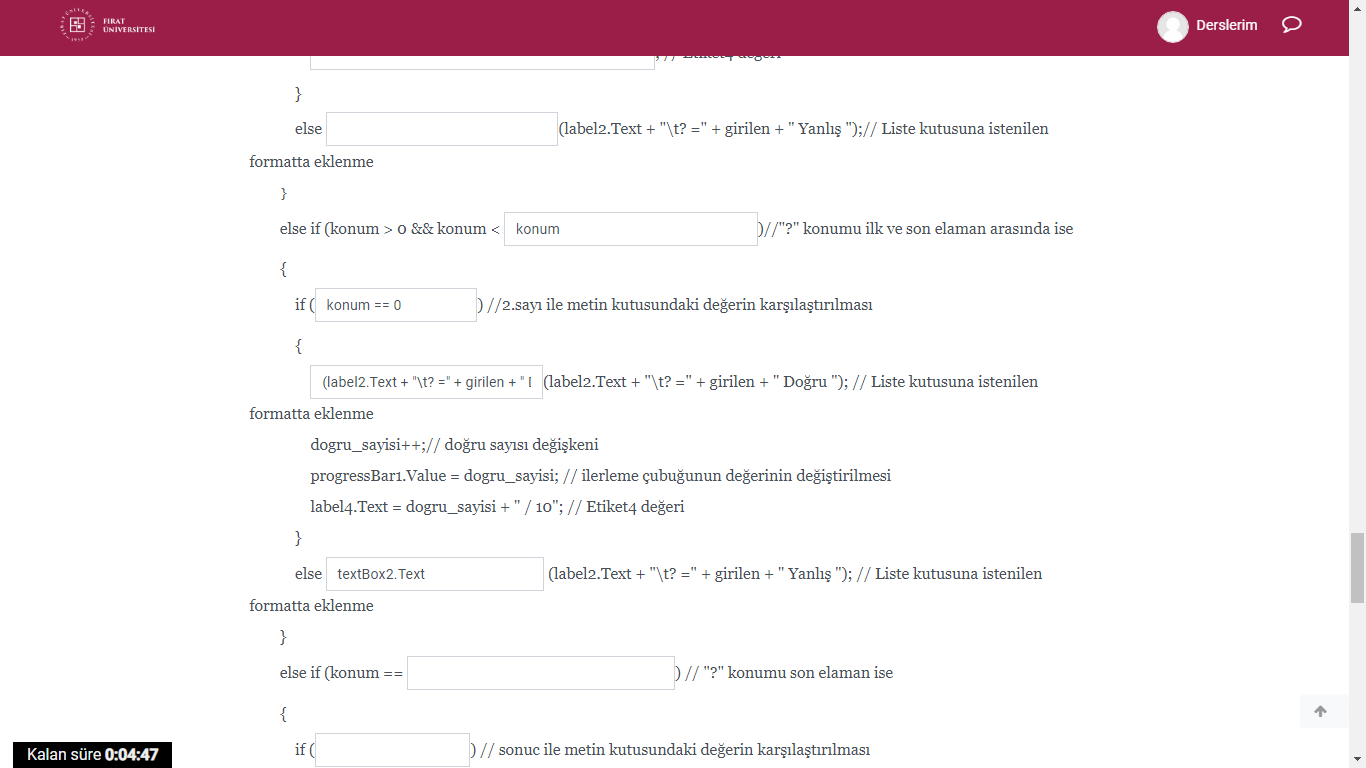 FIRAT
ÜNİVERSİTESİ
Derslerim
; // Etiket4 değeri
}
else (label2.Text + "\t? =" + girilen + " Yanlış ");// Liste kutusuna istenilen
formatta eklenme
}
else if (konum > 0 && konum < konum )//"?" konumu ilk ve son elaman arasında ise
{
if ( konum == 0 ) //2.sayı ile metin kutusundaki değerin karşılaştırılması
{
(label2.Text + "\t? =" + girilen + " D (label2.Text + "\t? =" + girilen + " Doğru "); // Liste kutusuna istenilen
formatta eklenme
dogru_sayisi++;// doğru sayısı değişkeni
progressBar1.Value = dogru_sayisi; // ilerleme çubuğunun değerinin değiştirilmesi
label4.Text = dogru_sayisi + " / 10"; // Etiket4 değeri
}
else textBox2.Text (label2.Text + "\t? =" + girilen + " Yanlış "); // Liste kutusuna istenilen
formatta eklenme
}
else if (konum == ) // "?" konumu son elaman ise
{
if ( ) // sonuc ile metin kutusundaki değerin karşılaştırılması
Kalan süre 0:04:47